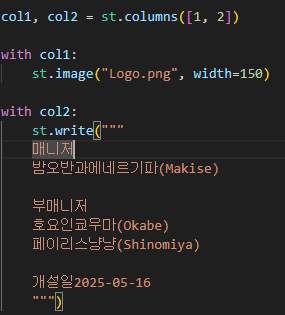 col1, col2 = st.columns([1, 2])
with col1:
st.image("Logo.png", width=150)
with col2:
st.write("""
매니저
밤오반과에네르기파(Makise)
부매니저
호요인쿄우마(Okabe)
페이리스냥냥(Shinomiya)
개설일2025-05-16
""")